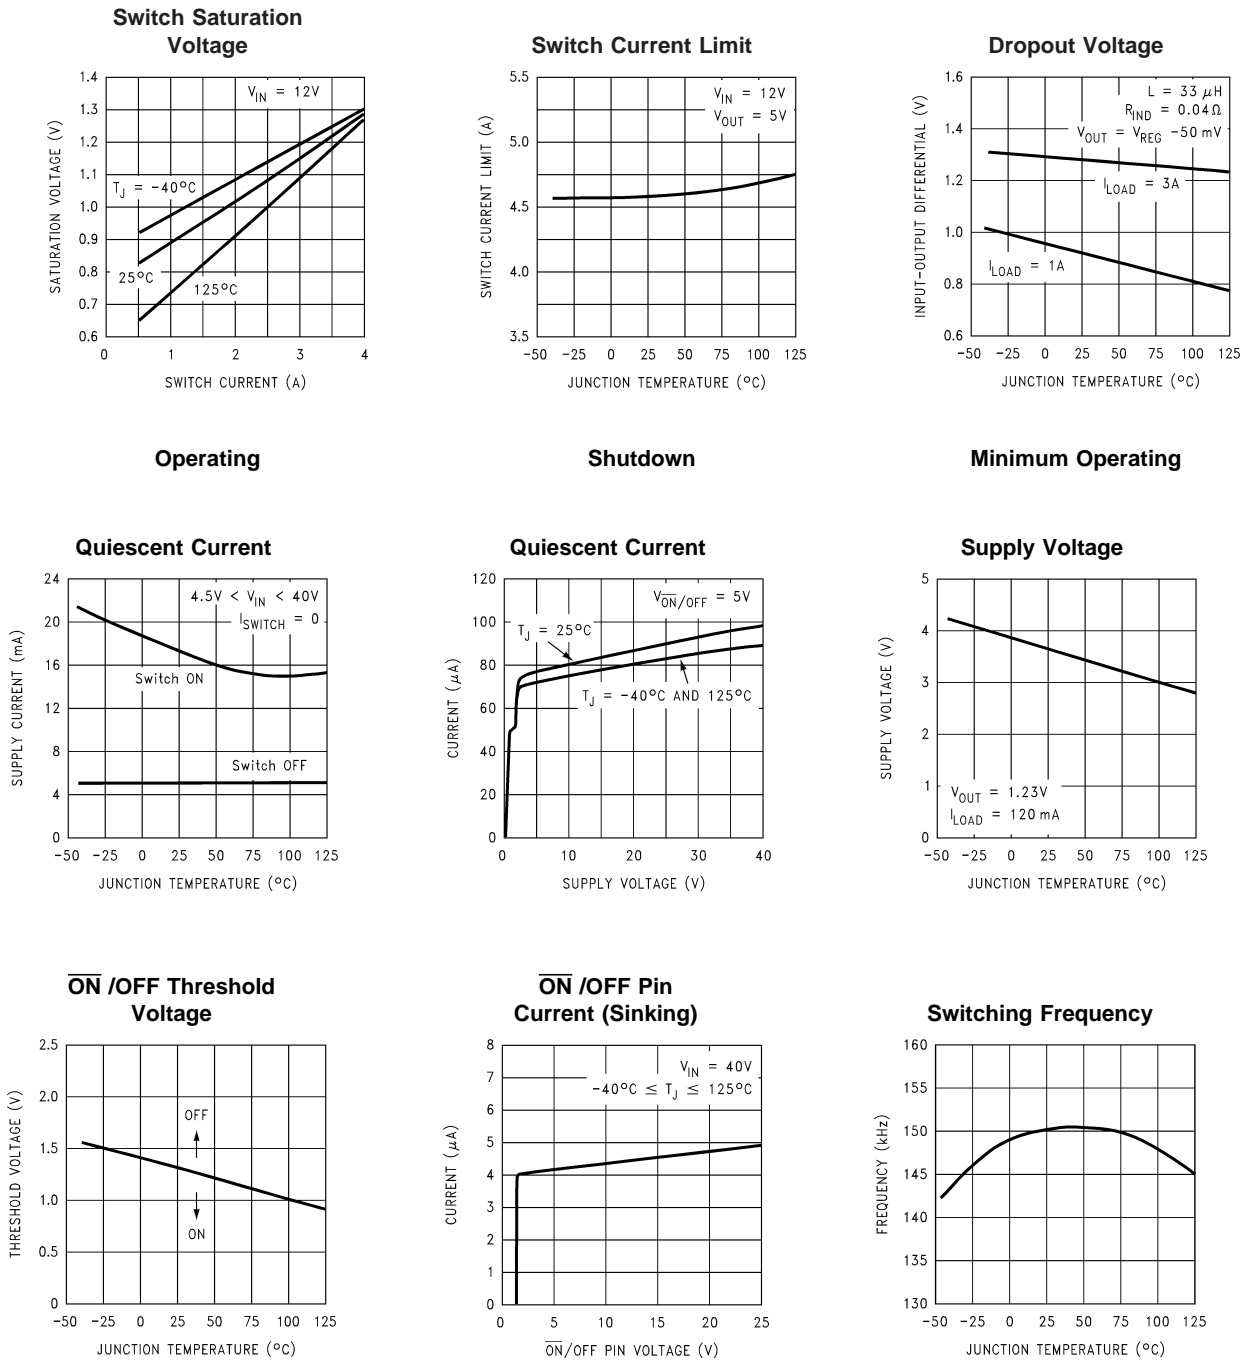 Switch Saturation
Voltage
1.4
1.3
1.2
1.1
1.0
0.9
0.8
0.7
0.6
SATURATION VOLTAGE (V)
V_IN = 12V
T_J = -40°C
25°C
125°C
0 1 2 3 4
SWITCH CURRENT (A)
Switch Current Limit
5.5
5.0
4.5
4.0
3.5
SWITCH CURRENT LIMIT (A)
V_IN = 12V
V_OUT = 5V
-50 -25 0 25 50 75 100 125
JUNCTION TEMPERATURE (°C)
Dropout Voltage
1.6
1.4
1.2
1.0
0.8
0.6
INPUT-OUTPUT DIFFERENTIAL (V)
L = 33 μH
R_IND = 0.04Ω
V_OUT = V_REG -50 mV
I_LOAD = 3A
I_LOAD = 1A
-50 -25 0 25 50 75 100 125
JUNCTION TEMPERATURE (°C)
Operating
Quiescent Current
24
20
16
12
8
4
0
SUPPLY CURRENT (mA)
4.5V < V_IN < 40V
I_SWITCH = 0
Switch ON
Switch OFF
-50 -25 0 25 50 75 100 125
JUNCTION TEMPERATURE (°C)
Shutdown
Quiescent Current
120
100
80
60
40
20
0
CURRENT (μA)
V_O̅N̅/OFF = 5V
T_J = 25°C
T_J = -40°C AND 125°C
0 10 20 30 40
SUPPLY VOLTAGE (V)
Minimum Operating
Supply Voltage
5
4
3
2
1
0
SUPPLY VOLTAGE (V)
V_OUT = 1.23V
I_LOAD = 120 mA
-50 -25 0 25 50 75 100 125
JUNCTION TEMPERATURE (°C)
O̅N̅ /OFF Threshold
Voltage
2.5
2.0
1.5
1.0
0.5
0
THRESHOLD VOLTAGE (V)
OFF
ON
-50 -25 0 25 50 75 100 125
JUNCTION TEMPERATURE (°C)
O̅N̅ /OFF Pin
Current (Sinking)
8
7
6
5
4
3
2
1
0
CURRENT (μA)
V_IN = 40V
-40°C ≤ T_J ≤ 125°C
0 5 10 15 20 25
O̅N̅/OFF PIN VOLTAGE (V)
Switching Frequency
160
155
150
145
140
135
130
FREQUENCY (kHz)
-50 -25 0 25 50 75 100 125
JUNCTION TEMPERATURE (°C)